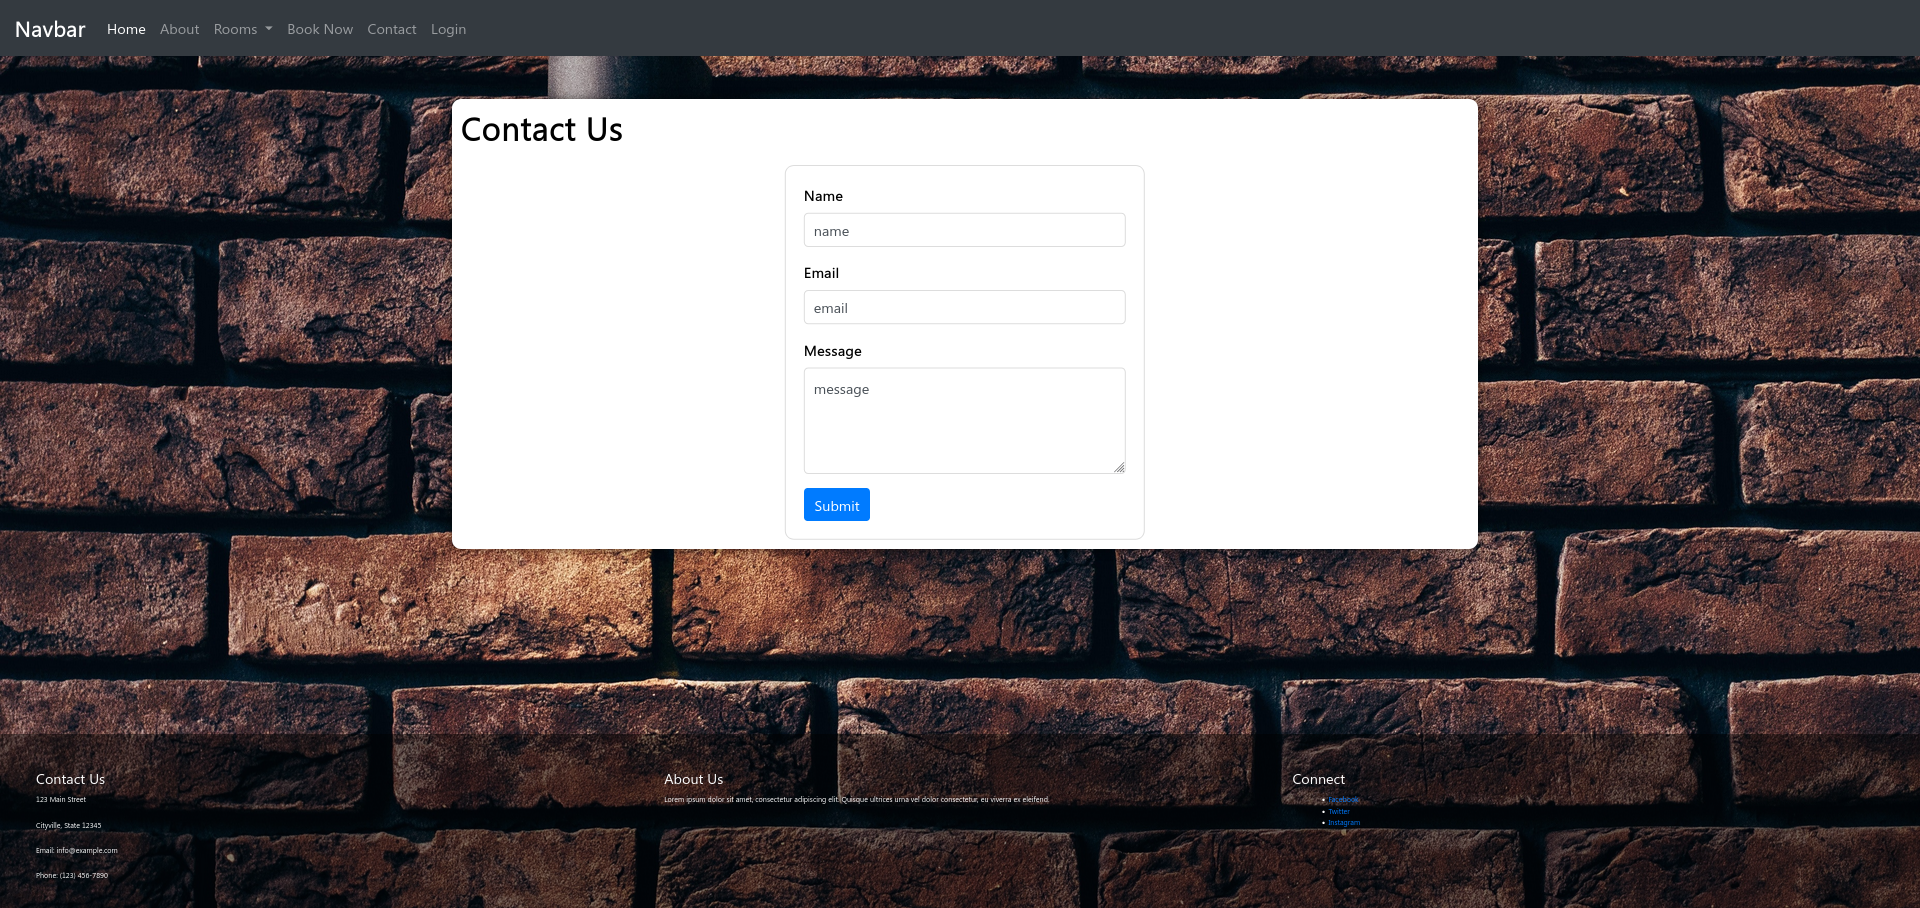 Navbar Home About Rooms Book Now Contact Login
Contact Us
Name
name
Email
email
Message
message
Submit
Contact Us
123 Main Street
Cityville, State 12345
Email: info@example.com
Phone: (123) 456-7890
About Us
Lorem ipsum dolor sit amet, consectetur adipiscing elit. Quisque ultrices urna vel dolor consectetur, eu viverra ex eleifend.
Connect
Facebook
Twitter
Instagram